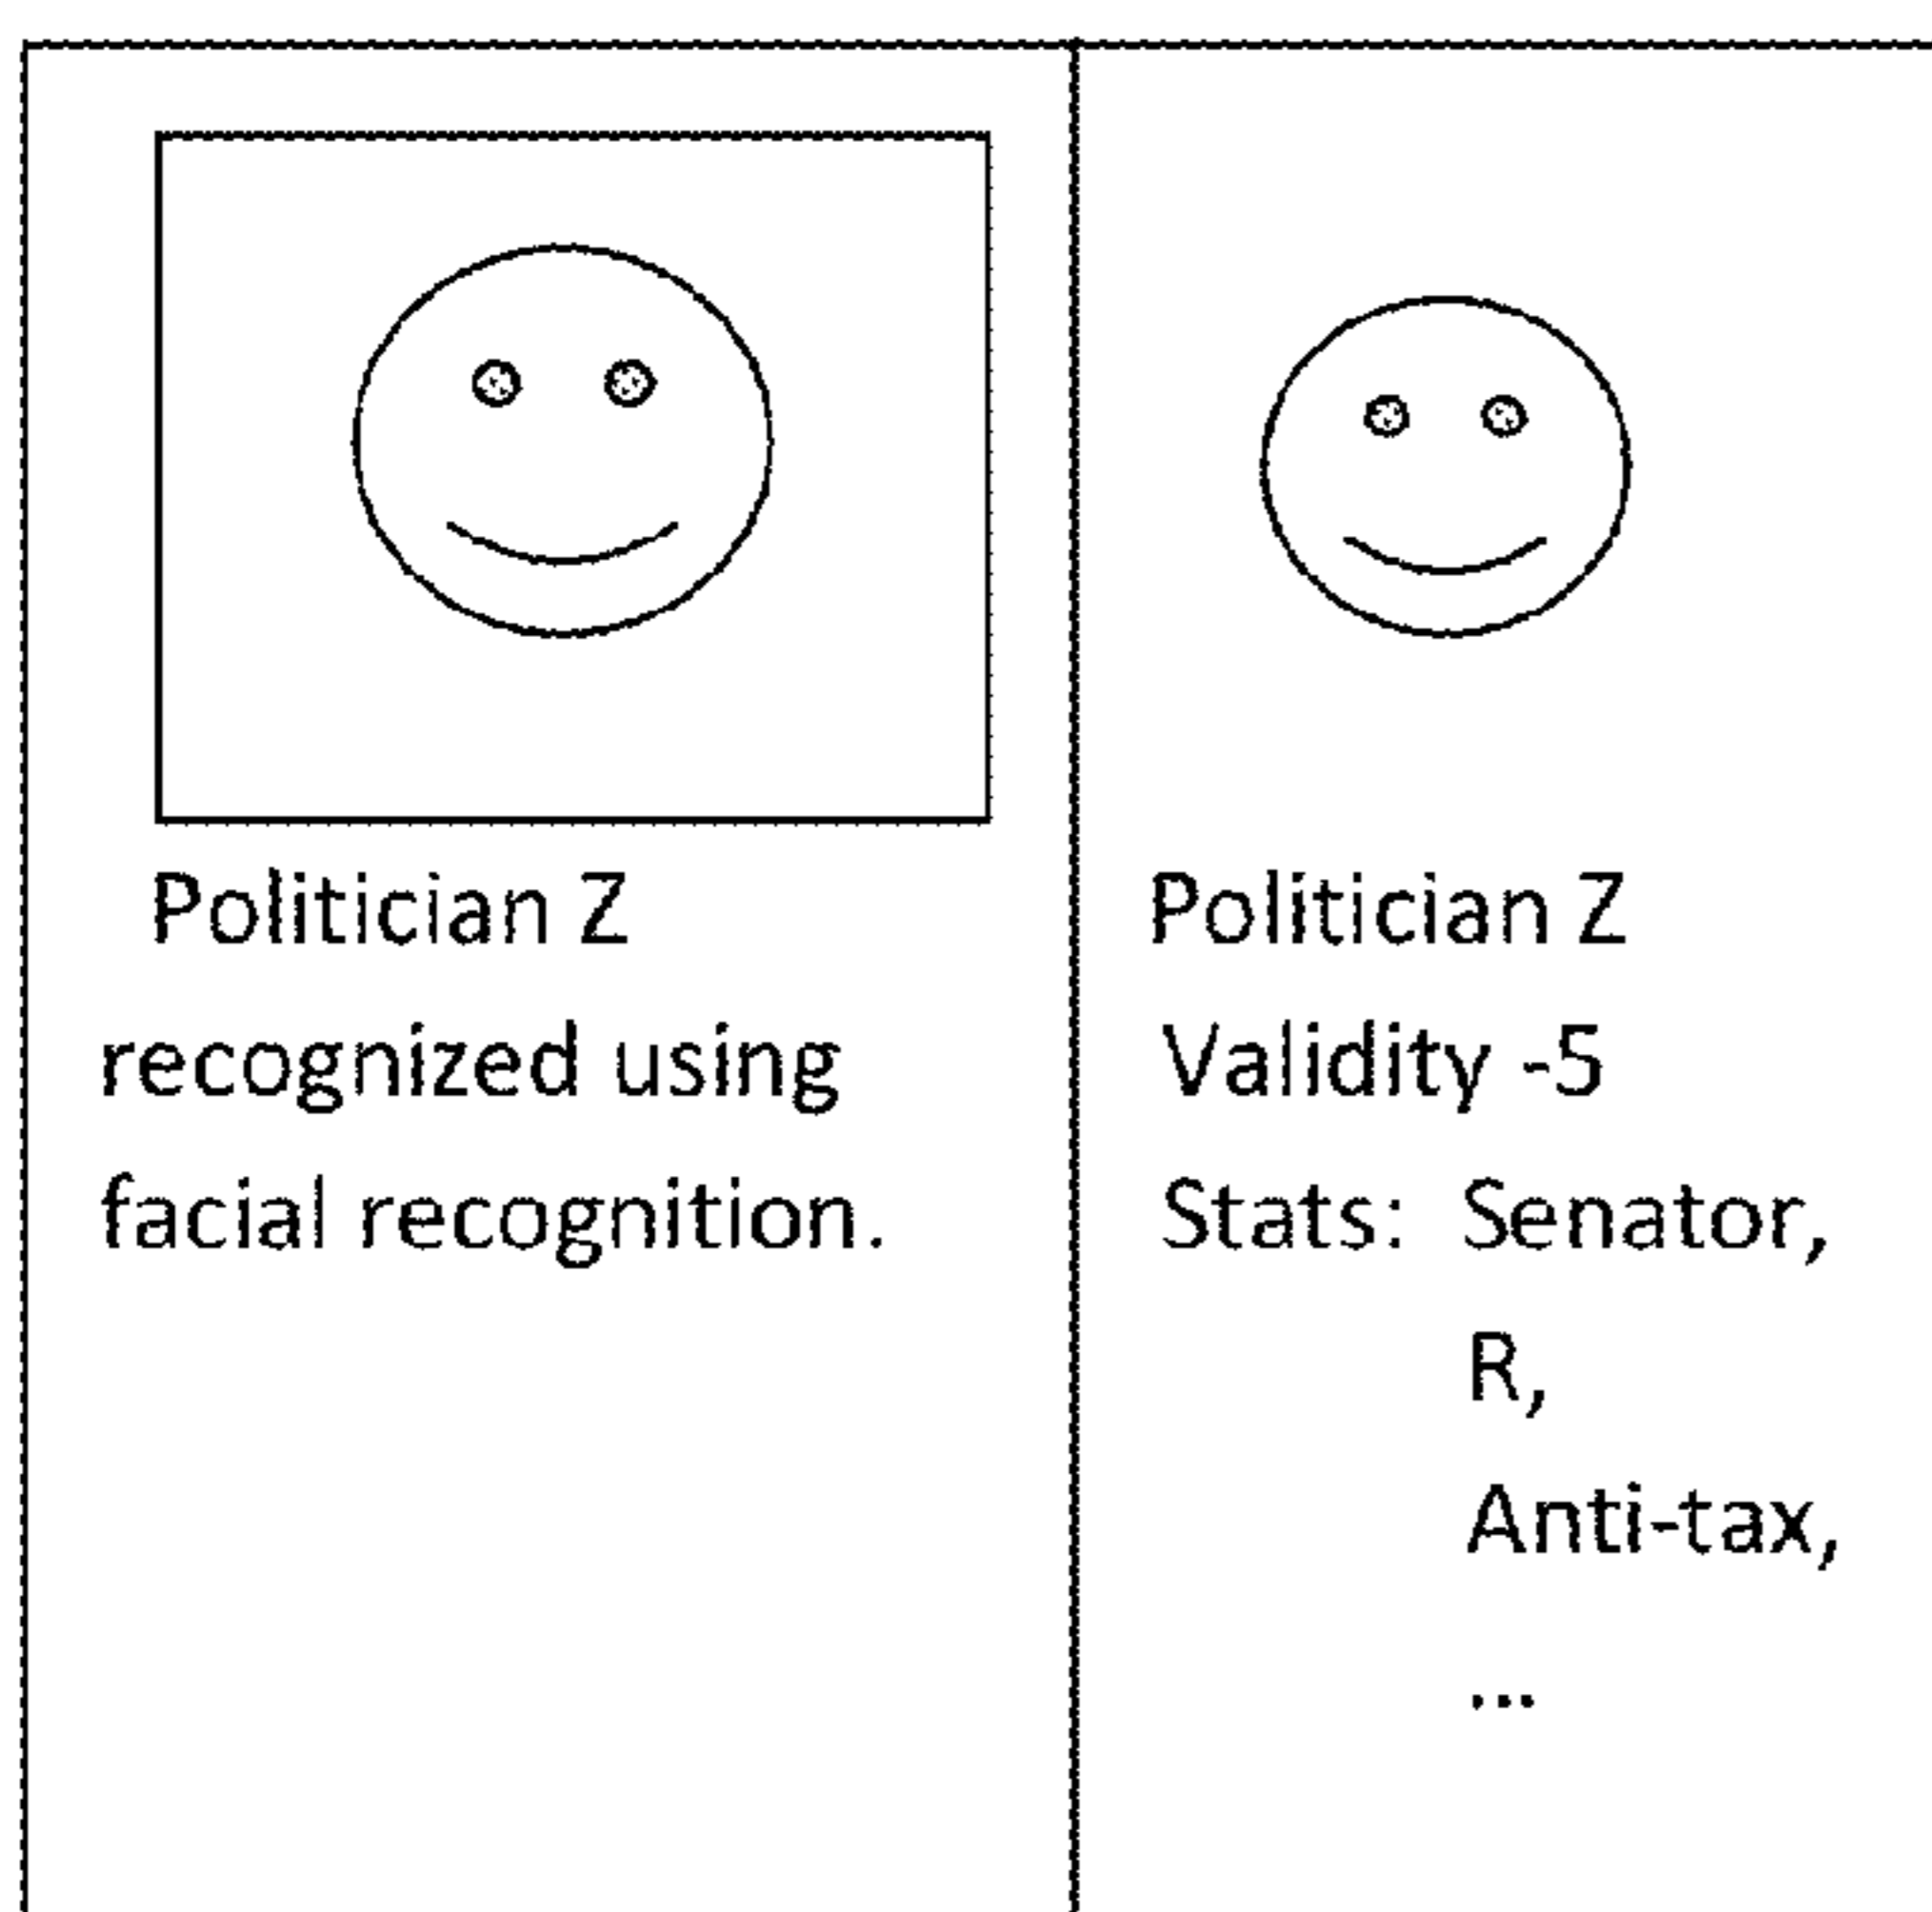 Politician Z
recognized using
facial recognition.
Politician Z
Validity -5
Stats: Senator,
R,
Anti-tax,
...